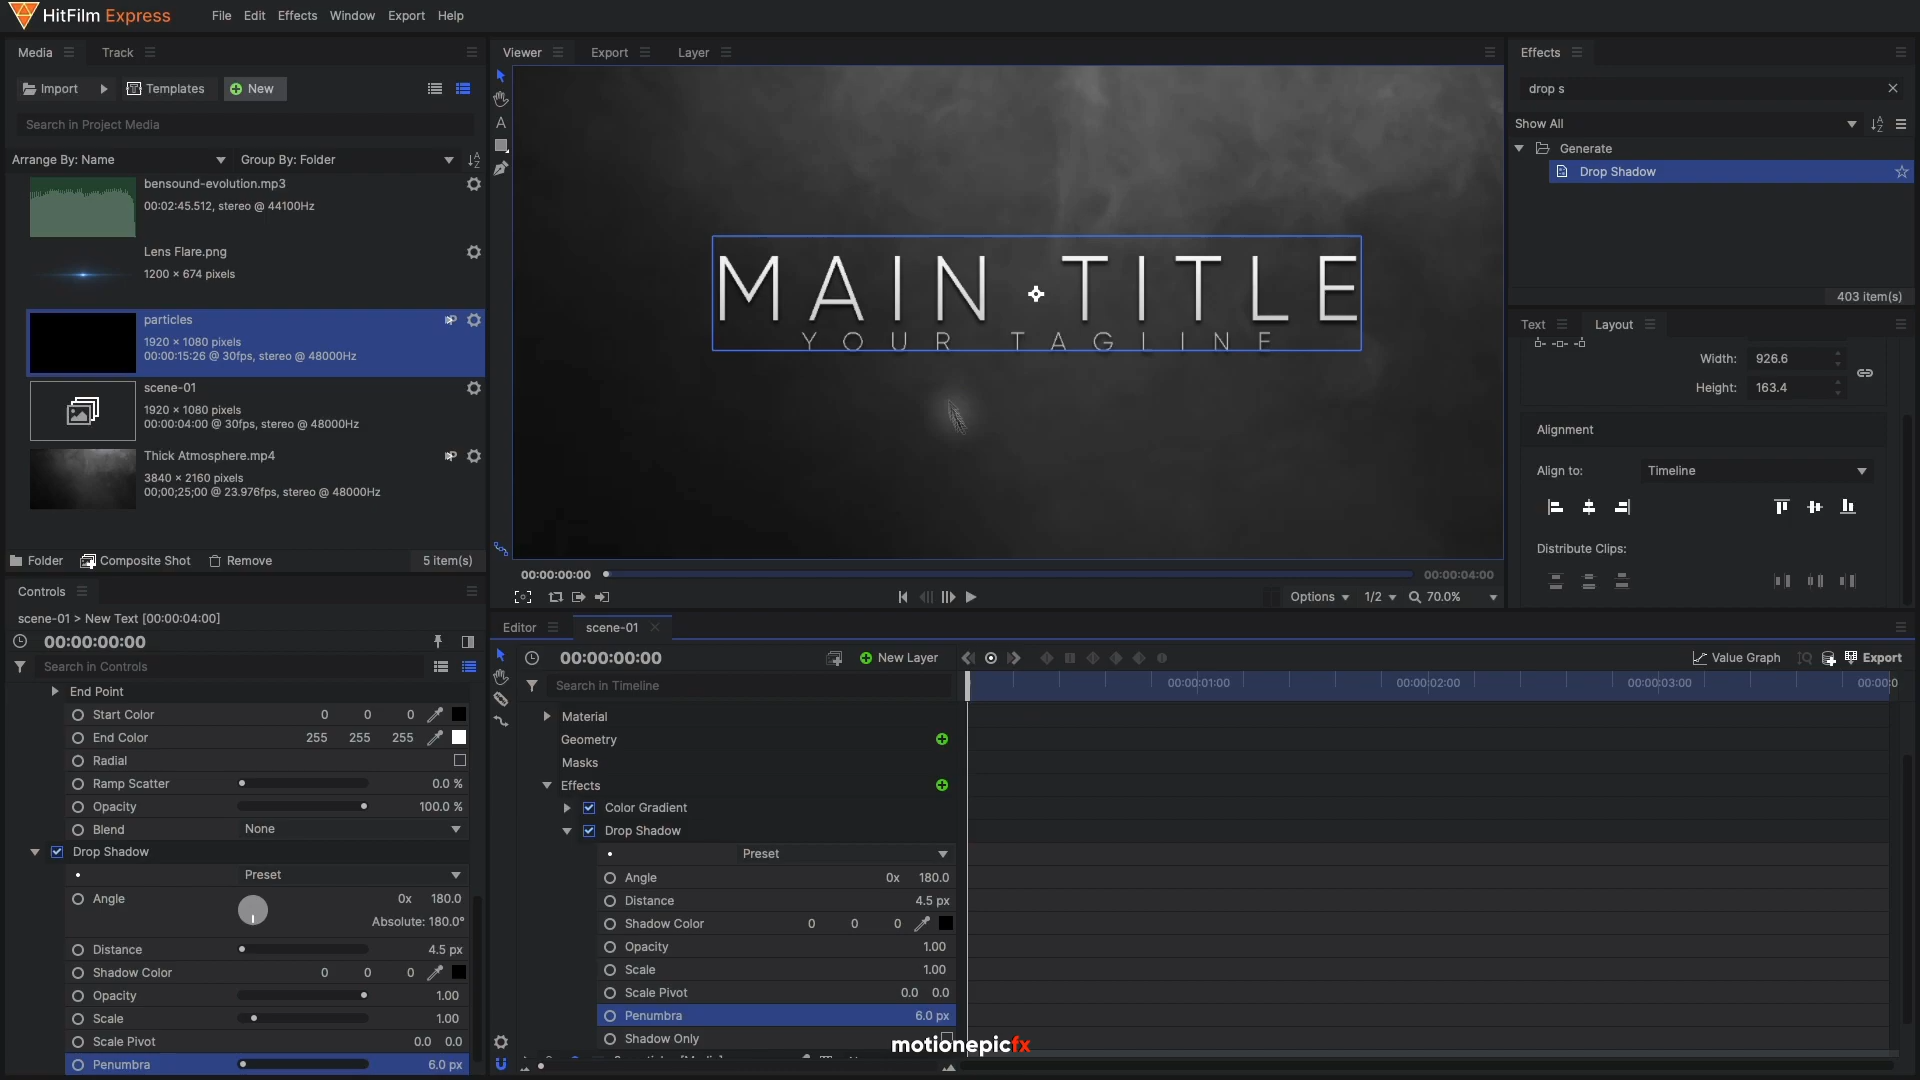 HitFilm Express
File Edit Effects Window Export Help
Media Track
Import Templates New
Search in Project Media
Arrange By: Name Group By: Folder
bensound-evolution.mp3
00:02:45.512, stereo @ 44100Hz
Lens Flare.png
1200 × 674 pixels
particles
1920 × 1080 pixels
00:00:15:26 @ 30fps, stereo @ 48000Hz
scene-01
1920 × 1080 pixels
00:00:04:00 @ 30fps, stereo @ 48000Hz
Thick Atmosphere.mp4
3840 × 2160 pixels
00;00;25;00 @ 23.976fps, stereo @ 48000Hz
Folder Composite Shot Remove 5 item(s)
Viewer Export Layer
A
MAIN TITLE
YOUR TAGLINE
00:00:00:00 00:00:04:00
Options 1/2 70.0%
Effects
drop s
Show All
Generate
Drop Shadow
403 item(s)
Text Layout
Width: 926.6
Height: 163.4
Alignment
Align to: Timeline
Distribute Clips:
Controls
scene-01 > New Text [00:00:04:00]
00:00:00:00
Search in Controls
End Point
Start Color 0 0 0
End Color 255 255 255
Radial
Ramp Scatter 0.0 %
Opacity 100.0 %
Blend None
Drop Shadow
Preset
Angle 0x 180.0
Absolute: 180.0°
Distance 4.5 px
Shadow Color 0 0 0
Opacity 1.00
Scale 1.00
Scale Pivot 0.0 0.0
Penumbra 6.0 px
Editor scene-01
00:00:00:00 New Layer Value Graph Export
Search in Timeline
00:00:01:00 00:00:02:00 00:00:03:00 00:00:0
Material
Geometry
Masks
Effects
Color Gradient
Drop Shadow
Preset
Angle 0x 180.0
Distance 4.5 px
Shadow Color 0 0 0
Opacity 1.00
Scale 1.00
Scale Pivot 0.0 0.0
Penumbra 6.0 px
Shadow Only
motionepicfx